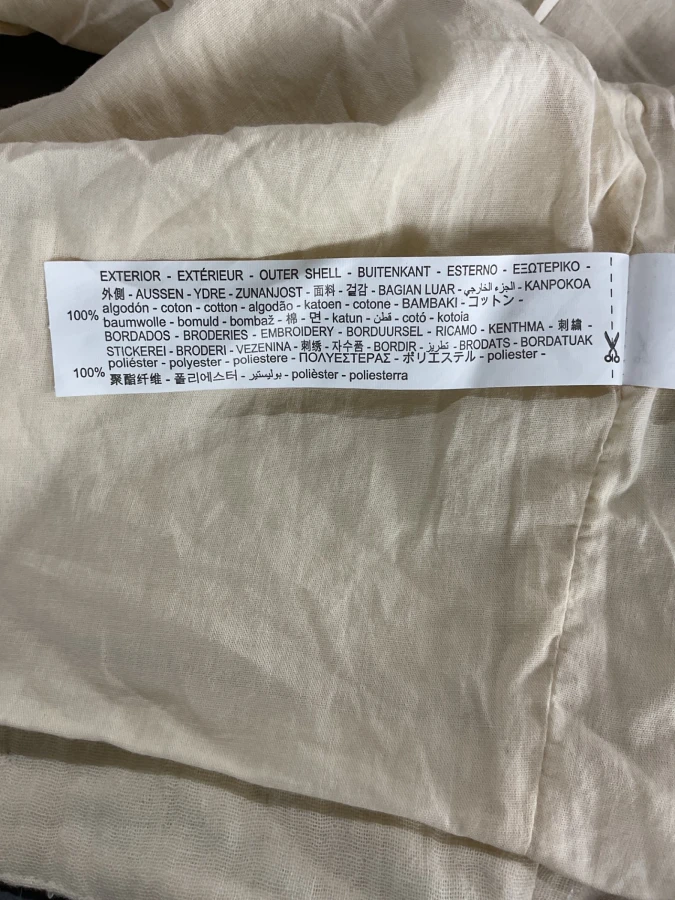 EXTERIOR - EXTÉRIEUR - OUTER SHELL - BUITENKANT - ESTERNO - ΕΞΩΤΕΡΙΚΟ -
外側 - AUSSEN - YDRE - ZUNANJOST - 面料 - 겉감 - BAGIAN LUAR - الجزء الخارجي - KANPOKOA
100% algodón - coton - cotton - algodão - katoen - cotone - BAMBAKI - コットン -
baumwolle - bomuld - bombaž - 棉 - 면 - katun - قطن - cotó - kotoia
BORDADOS - BRODERIES - EMBROIDERY - BORDUURSEL - RICAMO - ΚΕΝΤΗΜΑ - 刺繍 -
STICKEREI - BRODERI - VEZENINA - 刺绣 - 자수품 - BORDIR - تطريز - BRODATS - BORDATUAK
100% poliéster - polyester - poliestere - ΠΟΛΥΕΣΤΕΡΑΣ - ポリエステル - poliester -
聚酯纤维 - 폴리에스터 - بوليستير - polièster - poliesterra